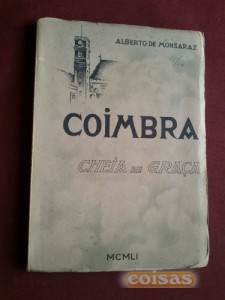 ALBERTO DE MONSARAZ
COIMBRA
CHEIA DE GRAÇA
MCMLI
coisas